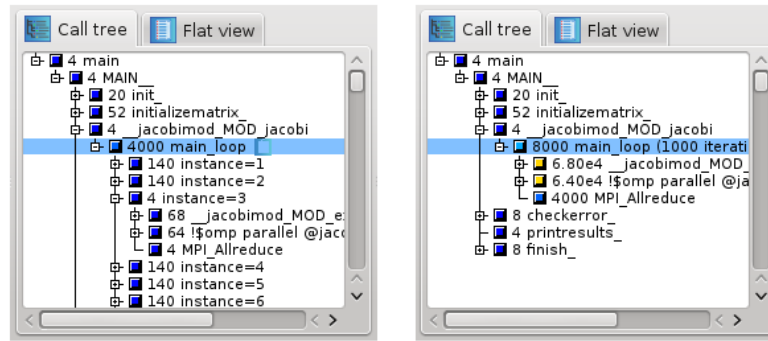 Call tree Flat view
4 main
4 MAIN__
20 init_
52 initializematrix_
4 __jacobimod_MOD_jacobi
4000 main_loop
140 instance=1
140 instance=2
4 instance=3
68 __jacobimod_MOD_e
64 !$omp parallel @jaco
4 MPI_Allreduce
140 instance=4
140 instance=5
140 instance=6
Call tree Flat view
4 main
4 MAIN__
20 init_
52 initializematrix_
4 __jacobimod_MOD_jacobi
8000 main_loop (1000 iterati
6.80e4 __jacobimod_MOD_
6.40e4 !$omp parallel @ja
4000 MPI_Allreduce
8 checkerror_
4 printresults_
8 finish_